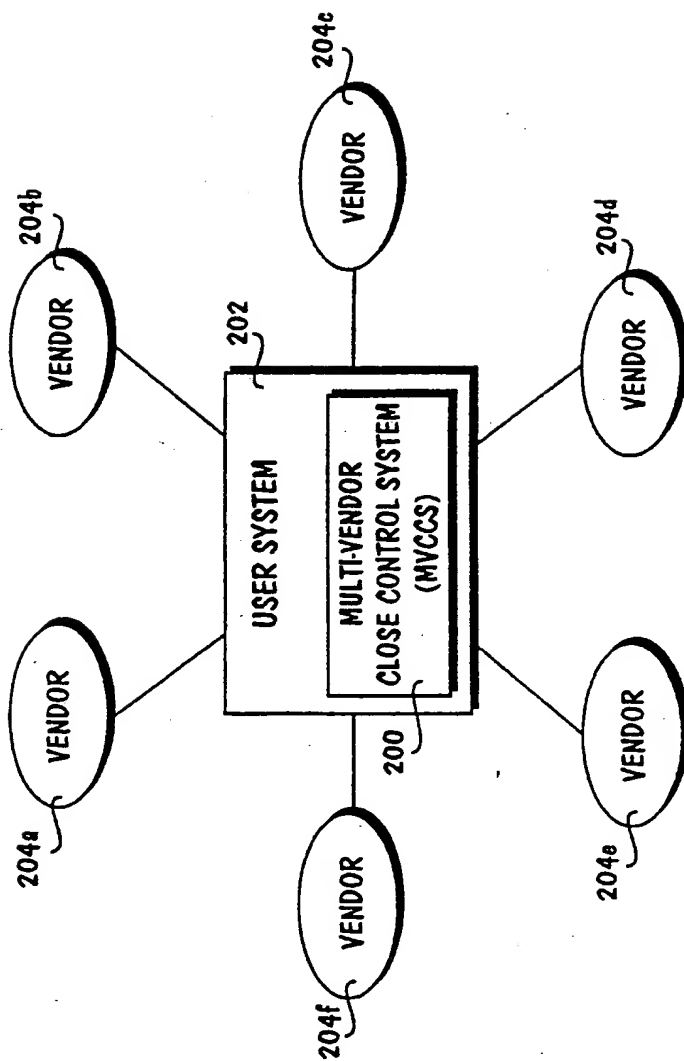 204a
VENDOR
204b
VENDOR
204c
VENDOR
204d
VENDOR
204e
VENDOR
204f
VENDOR
202
USER SYSTEM
MULTI-VENDOR
CLOSE CONTROL SYSTEM
(MVCCS)
200